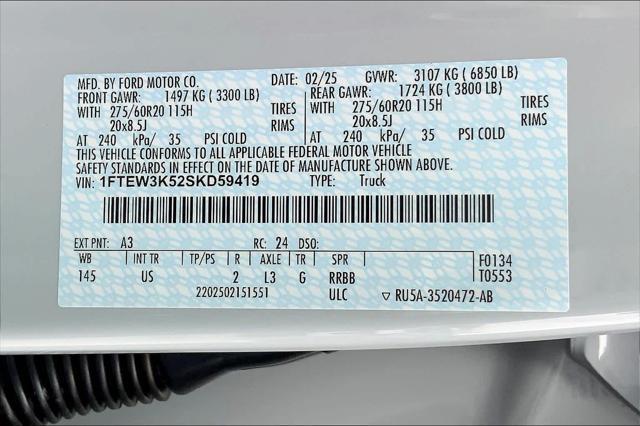 MFD. BY FORD MOTOR CO. DATE: 02/25 GVWR: 3107 KG ( 6850 LB)
FRONT GAWR: 1497 KG ( 3300 LB) REAR GAWR: 1724 KG ( 3800 LB)
WITH 275/60R20 115H TIRES WITH 275/60R20 115H TIRES
20x8.5J RIMS 20x8.5J RIMS
AT 240 kPa/ 35 PSI COLD AT 240 kPa/ 35 PSI COLD
THIS VEHICLE CONFORMS TO ALL APPLICABLE FEDERAL MOTOR VEHICLE
SAFETY STANDARDS IN EFFECT ON THE DATE OF MANUFACTURE SHOWN ABOVE.
VIN: 1FTEW3K52SKD59419 TYPE: Truck
EXT PNT: A3 RC: 24 DSO:
WB INT TR TP/PS R AXLE TR SPR F0134
145 US 2 L3 G RRBB T0553
2202502151551 ULC ▽ RU5A-3520472-AB